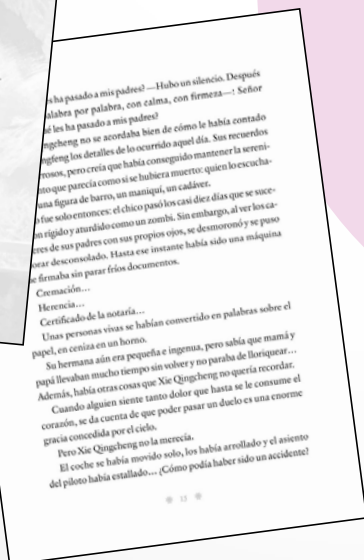 s ha pasado a mis padres? —Hubo un silencio. Después
alabra por palabra, con calma, con firmeza—: Señor
é les ha pasado a mis padres?
ngcheng no se acordaba bien de cómo le había contado
ngfeng los detalles de lo ocurrido aquel día. Sus recuerdos
rosos, pero creía que había conseguido mantener la sereni-
to que parecía como si se hubiera muerto: quien lo escucha-
una figura de barro, un maniquí, un cadáver.
fue solo entonces: el chico pasó los casi diez días que se suce-
n rígido y aturdido como un zombi. Sin embargo, al ver los ca-
eres de sus padres con sus propios ojos, se desmoronó y se puso
orar desconsolado. Hasta ese instante había sido una máquina
e firmaba sin parar fríos documentos.
Cremación...
Herencia...
Certificado de la notaría...
Unas personas vivas se habían convertido en palabras sobre el
papel, en ceniza en un horno.
Su hermana aún era pequeña e ingenua, pero sabía que mamá y
papá llevaban mucho tiempo sin volver y no paraba de lloriquear...
Además, había otras cosas que Xie Qingcheng no quería recordar.
Cuando alguien siente tanto dolor que hasta se le consume el
corazón, se da cuenta de que poder pasar un duelo es una enorme
gracia concedida por el cielo.
Pero Xie Qingcheng no la merecía.
El coche se había movido solo, los había arrollado y el asiento
del piloto había estallado... ¿Cómo podía haber sido un accidente?
13